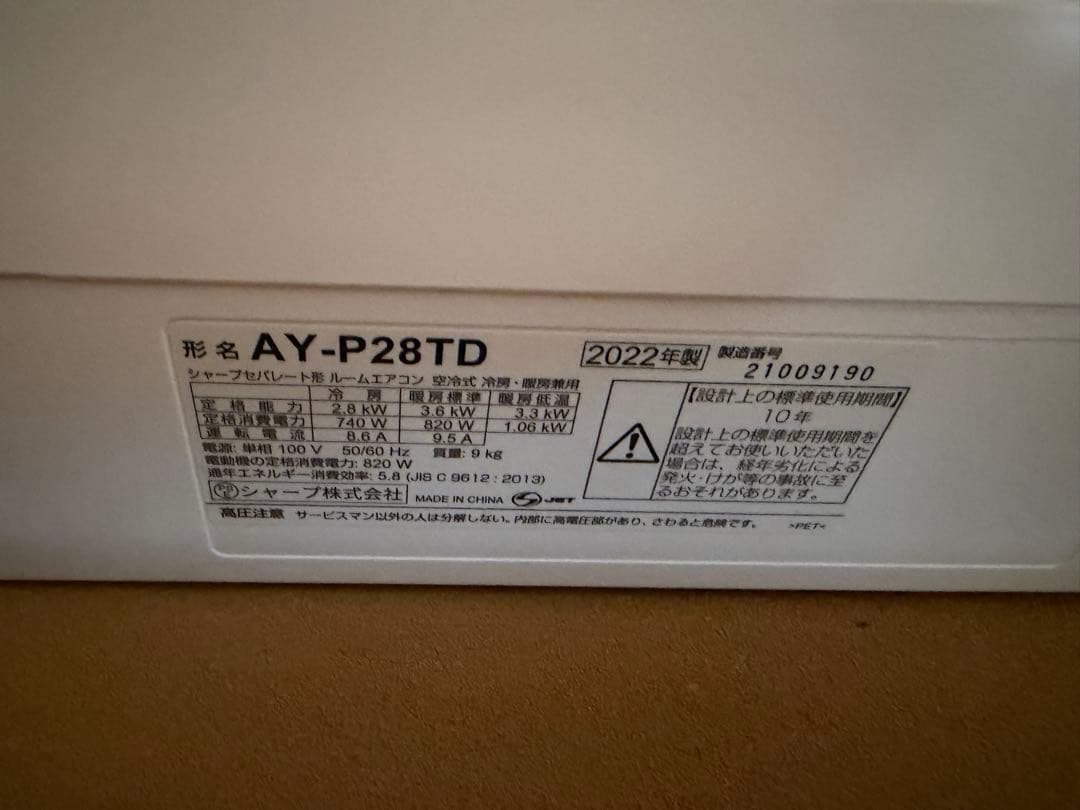 形名 AY-P28TD 2022年製 製造番号 21009190
シャープセパレート形 ルームエアコン 空冷式 冷房・暖房兼用
冷房 暖房標準 暖房低温
定格能力 2.8 kW 3.6 kW 3.3 kW
定格消費電力 740 W 820 W 1.06 kW
運転電流 8.6 A 9.5 A
電源: 単相 100 V 50/60 Hz 質量: 9 kg
電動機の定格消費電力: 820 W
通年エネルギー消費効率: 5.8 (JIS C 9612 : 2013)
シャープ株式会社 MADE IN CHINA JET
【設計上の標準使用期間】
10年
設計上の標準使用期間を
超えてお使いいただいた
場合は、経年劣化による
発火・けが等の事故に至
るおそれがあります。
高圧注意 サービスマン以外の人は分解しない。内部に高電圧部があり、さわると危険です。 >PET<